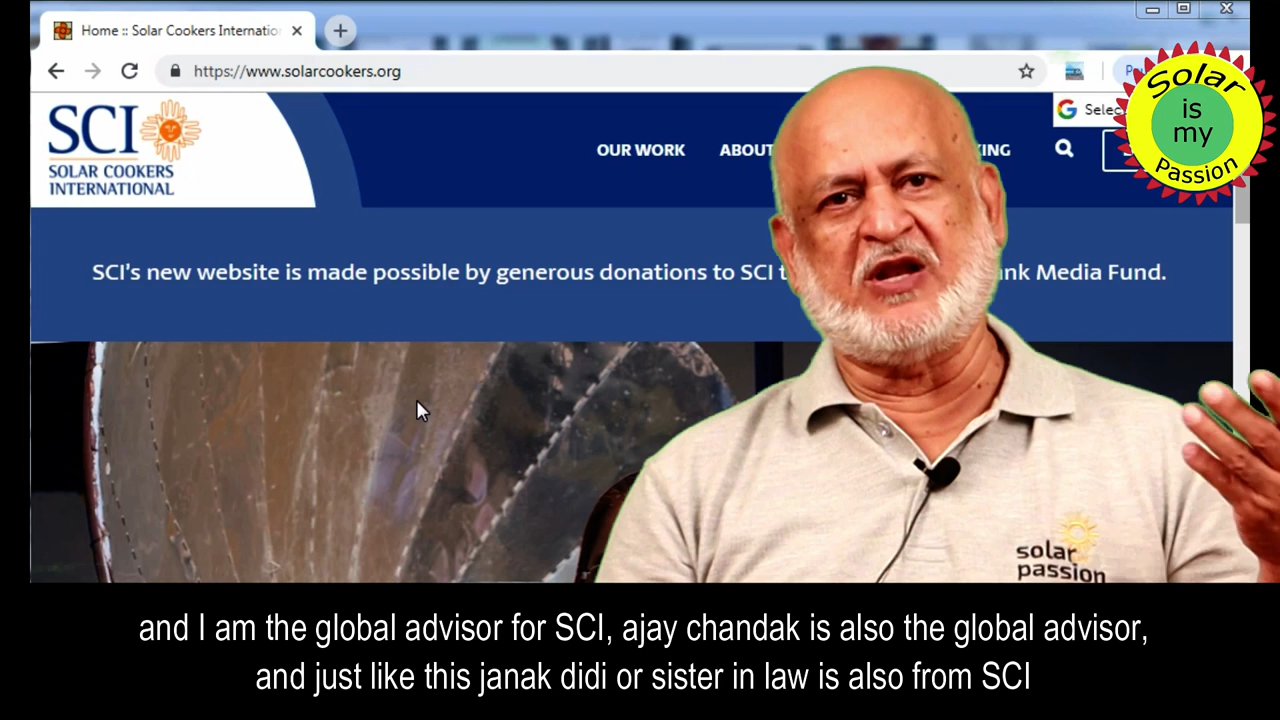 Home :: Solar Cookers Internatio
https://www.solarcookers.org
Solar
is
my
Passion
G Selec
SCI
SOLAR COOKERS
INTERNATIONAL
OUR WORK ABOU KING
SCI's new website is made possible by generous donations to SCI t nk Media Fund.
solar
passion
and I am the global advisor for SCI, ajay chandak is also the global advisor,
and just like this janak didi or sister in law is also from SCI